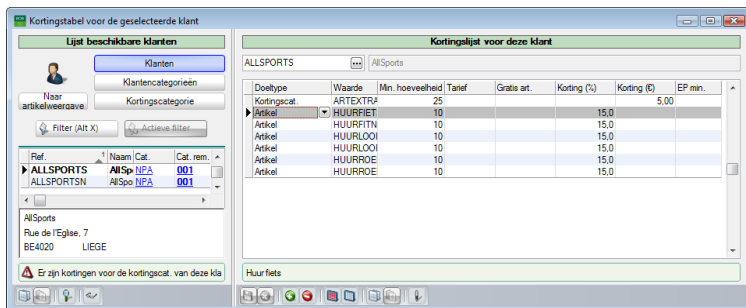 Kortingstabel voor de geselecteerde klant
Lijst beschikbare klanten
Klanten
Klantencategorieën
Naar artikelweergave
Kortingscategorie
Filter (Alt X)
Actieve filter
Ref. 1 Naam Cat. Cat. rem.
ALLSPORTS AllSp NPA 001
ALLSPORTSN AllSpo NPA 001
AllSports
Rue de l'Eglise, 7
BE4020 LIEGE
Er zijn kortingen voor de kortingscat. van deze kla
Kortingslijst voor deze klant
ALLSPORTS ... AllSports
Doeltype Waarde Min. hoeveelheid Tarief Gratis art. Korting (%) Korting (€) EP min.
Kortingscat. ARTEXTRA 25 5,00
Artikel HUURFIET 10 15,0
Artikel HUURFITN 10 15,0
Artikel HUURLOOI 10 15,0
Artikel HUURLOOI 10 15,0
Artikel HUURROEI 10 15,0
Artikel HUURROEI 10 15,0
Huur fiets